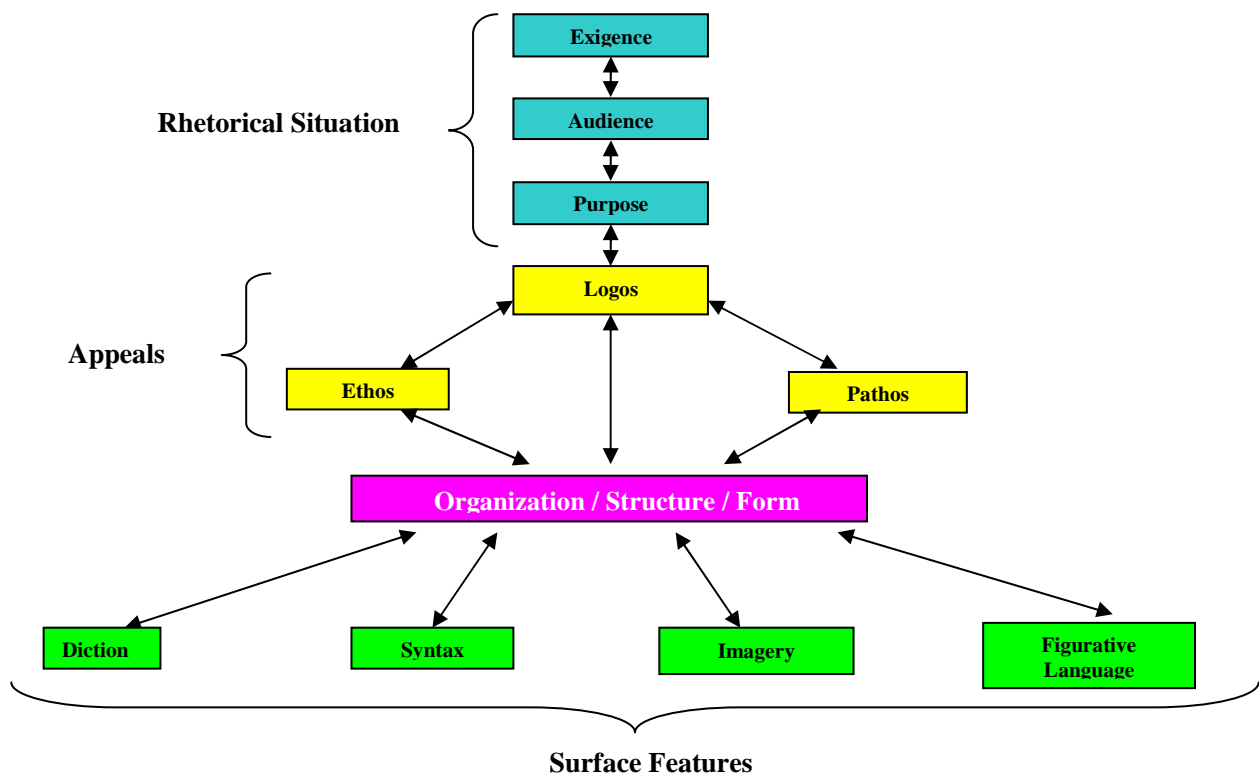 Exigence
Rhetorical Situation
Audience
Purpose
Logos
Appeals
Ethos
Pathos
Organization / Structure / Form
Diction
Syntax
Imagery
Figurative
Language
Surface Features